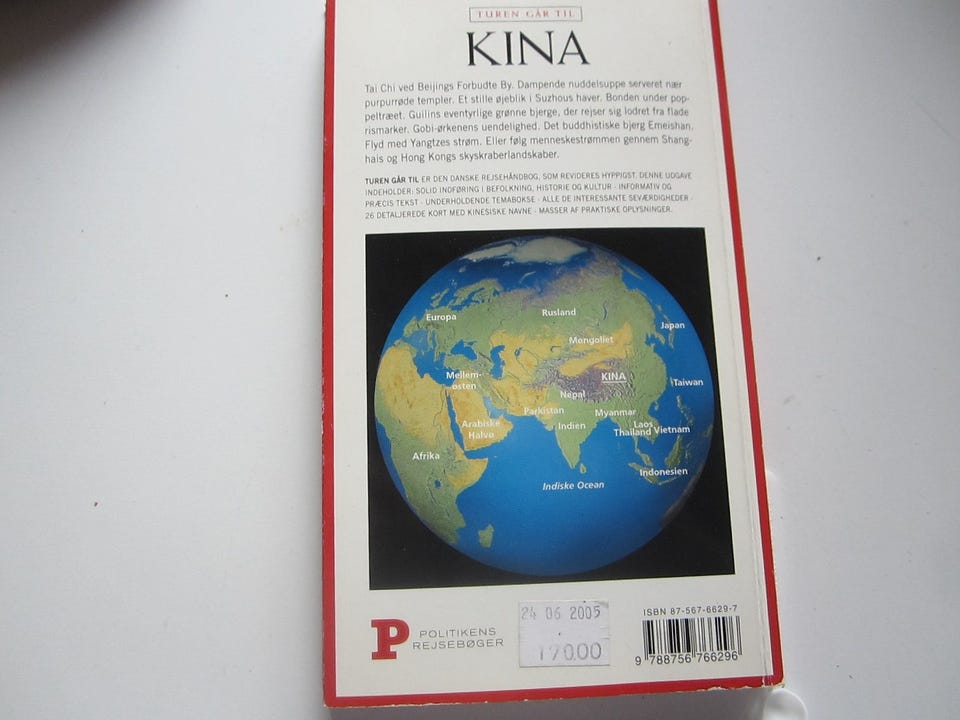 TUREN GÅR TIL
KINA
Tai Chi ved Beijings Forbudte By. Dampende nuddelsuppe serveret nær
purpurrøde templer. Et stille øjeblik i Suzhous haver. Bonden under pop-
peltræet. Guilins eventyrlige grønne bjerge, der rejser sig lodret fra flade
rismarker. Gobi-ørkenens uendelighed. Det buddhistiske bjerg Emeishan.
Flyd med Yangtzes strøm. Eller følg menneskestrømmen gennem Shang-
hais og Hong Kongs skyskraberlandskaber.
TUREN GÅR TIL ER DEN DANSKE REJSEHÅNDBOG, SOM REVIDERES HYPPIGST. DENNE UDGAVE
INDEHOLDER: SOLID INDFØRING I BEFOLKNING, HISTORIE OG KULTUR · INFORMATIV OG
PRÆCIS TEKST · UNDERHOLDENDE TEMABOKSE · ALLE DE INTERESSANTE SEVÆRDIGHEDER ·
26 DETALJEREDE KORT MED KINESISKE NAVNE · MASSER AF PRAKTISKE OPLYSNINGER.
Europa
Rusland
Japan
Mongoliet
Mellem-
østen
KINA
Taiwan
Nepal
Parkistan
Myanmar
Arabiske
Halvø
Indien
Laos
Thailand Vietnam
Afrika
Indonesien
Indiske Ocean
P POLITIKENS
REJSEBØGER
24 06 2005
190.00
ISBN 87-567-6629-7
9 788756 766296